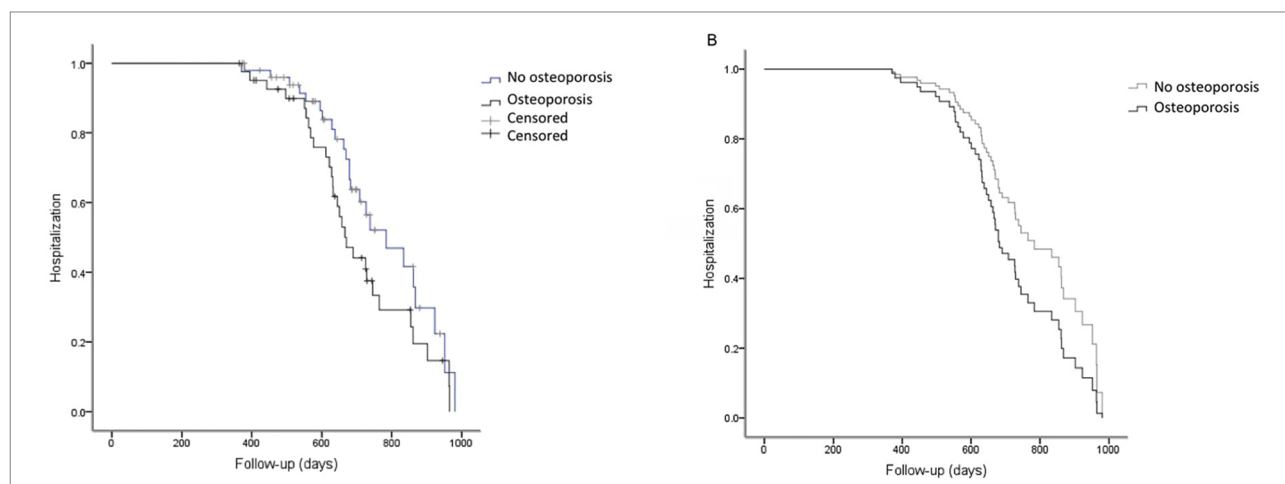 1.0
0.8
0.6
0.4
0.2
0.0
Hospitalization
0 200 400 600 800 1000
Follow-up (days)
No osteoporosis
Osteoporosis
Censored
Censored
B
1.0
0.8
0.6
0.4
0.2
0.0
Hospitalization
0 200 400 600 800 1000
Follow-up (days)
No osteoporosis
Osteoporosis